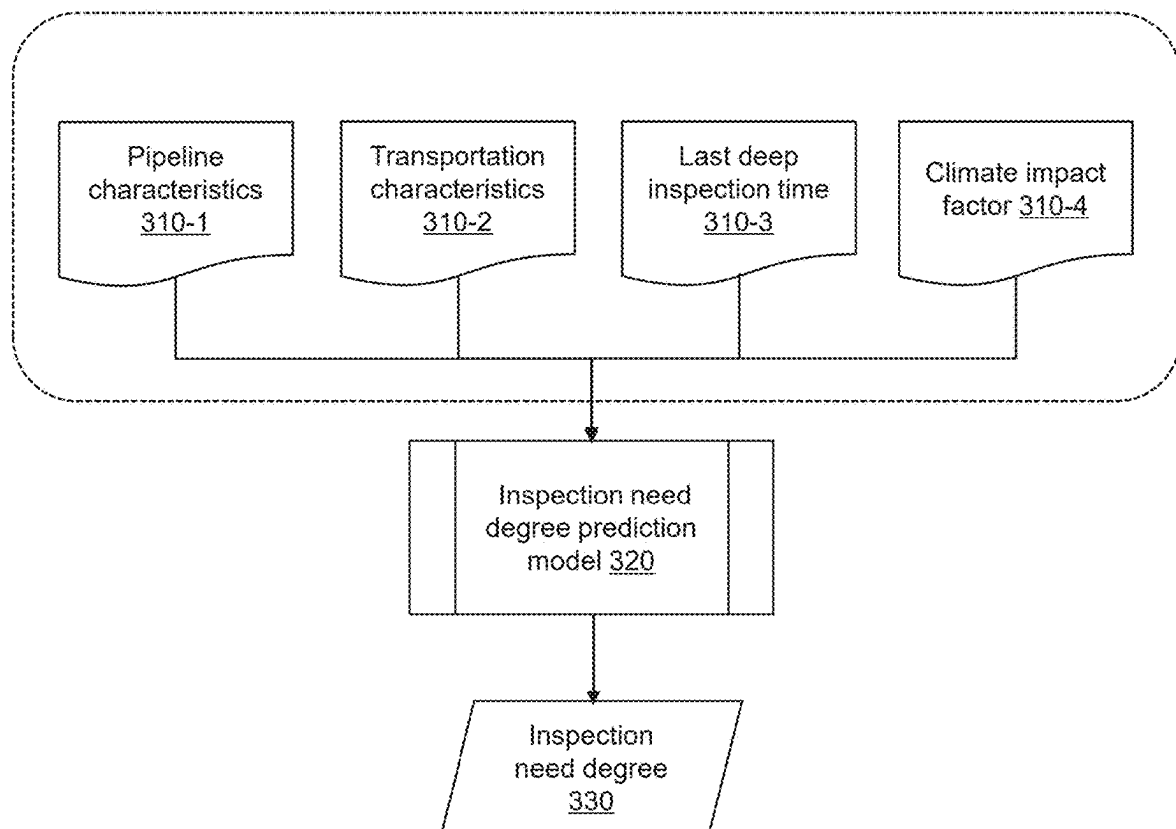 Pipeline
characteristics
310-1
Transportation
characteristics
310-2
Last deep
inspection time
310-3
Climate impact
factor 310-4
Inspection need
degree prediction
model 320
Inspection
need degree
330